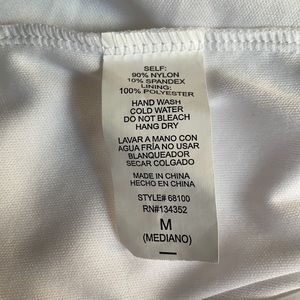 SELF:
90% NYLON
10% SPANDEX
LINING:
100% POLYESTER
HAND WASH
COLD WATER
DO NOT BLEACH
HANG DRY
LAVAR A MANO CON
AGUA FRÍA NO USAR
BLANQUEADOR
SECAR COLGADO
MADE IN CHINA
HECHO EN CHINA
STYLE# 68100
RN#134352
M
(MEDIANO)